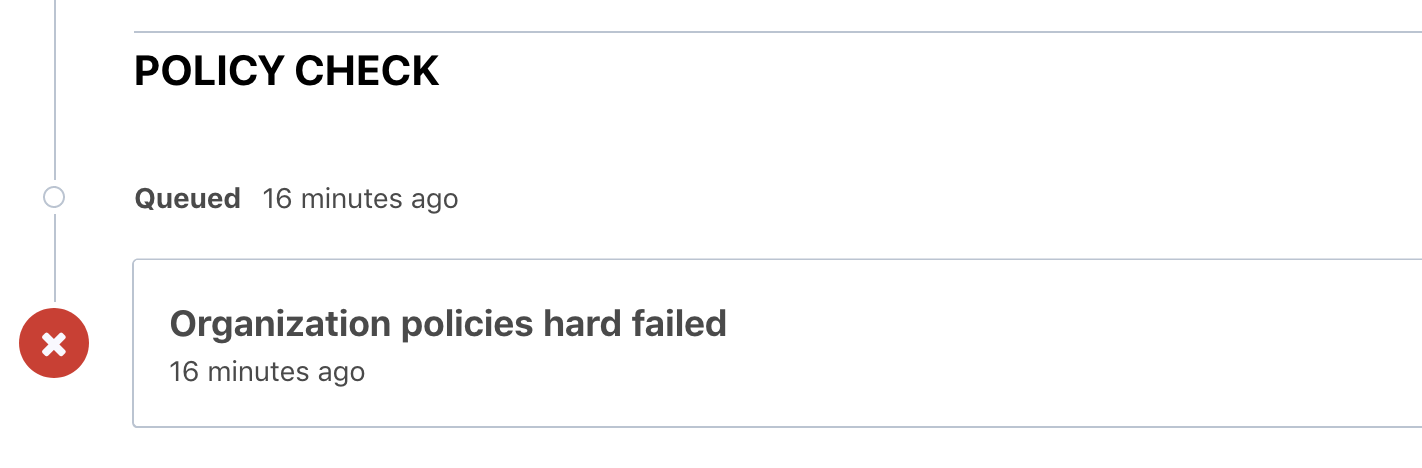 POLICY CHECK
Queued 16 minutes ago
Organization policies hard failed
16 minutes ago